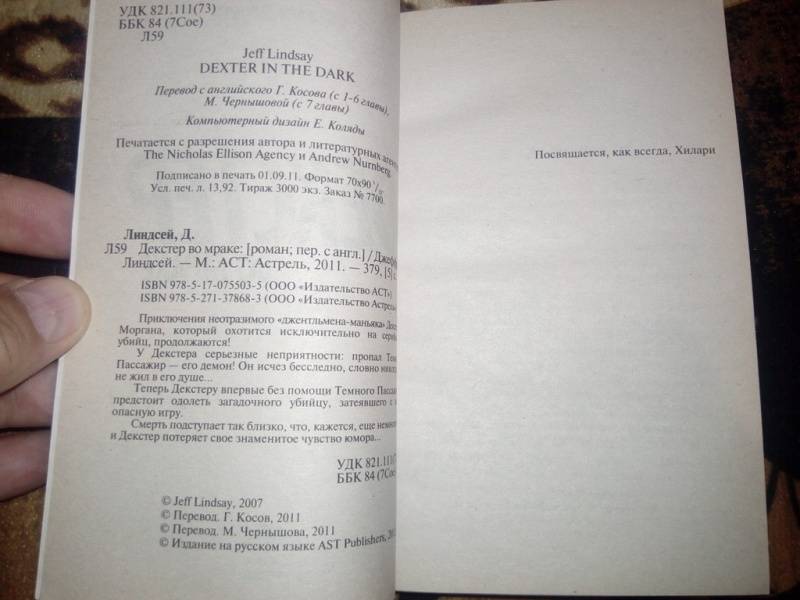 УДК 821.111(73)
ББК 84 (7Сое)
Л59
Jeff Lindsay
DEXTER IN THE DARK
Перевод с английского Г. Косова (с 1-6 главы),
М. Чернышовой (с 7 главы)
Компьютерный дизайн Е. Коляды
Печатается с разрешения автора и литературных
The Nicholas Ellison Agency и Andrew Nurnberg.
Подписано в печать 01.09.11. Формат 70x90
Усл. печ. л. 13,92. Тираж 3000 экз. Заказ № 7700.
Линдсей, Д.
Л59 Декстер во мраке: [роман; пер. с англ.] /
Линдсей. — М.: АСТ: Астрель, 2011. — 379, [5] с.
ISBN 978-5-17-075503-5 (ООО «Издательство АСТ»)
ISBN 978-5-271-37868-3 (ООО «Издательство
Приключения неотразимого «джентльмена-маньяка»
Моргана, который охотится исключительно на
убийц, продолжаются!
У Декстера серьезные неприятности: пропал
Пассажир — его демон! Он исчез бесследно, словно
не жил в его душе...
Теперь Декстеру впервые без помощи Темного
предстоит одолеть загадочного убийцу, затеявшего с
опасную игру.
Смерть подступает так близко, что, кажется, еще
и Декстер потеряет свое знаменитое чувство юмора...
УДК
ББК 84 (7Сое)
© Jeff Lindsay, 2007
© Перевод. Г. Косов, 2011
© Перевод. М. Чернышова, 2011
© Издание на русском языке AST Publishers,
Посвящается, как всегда, Хилари